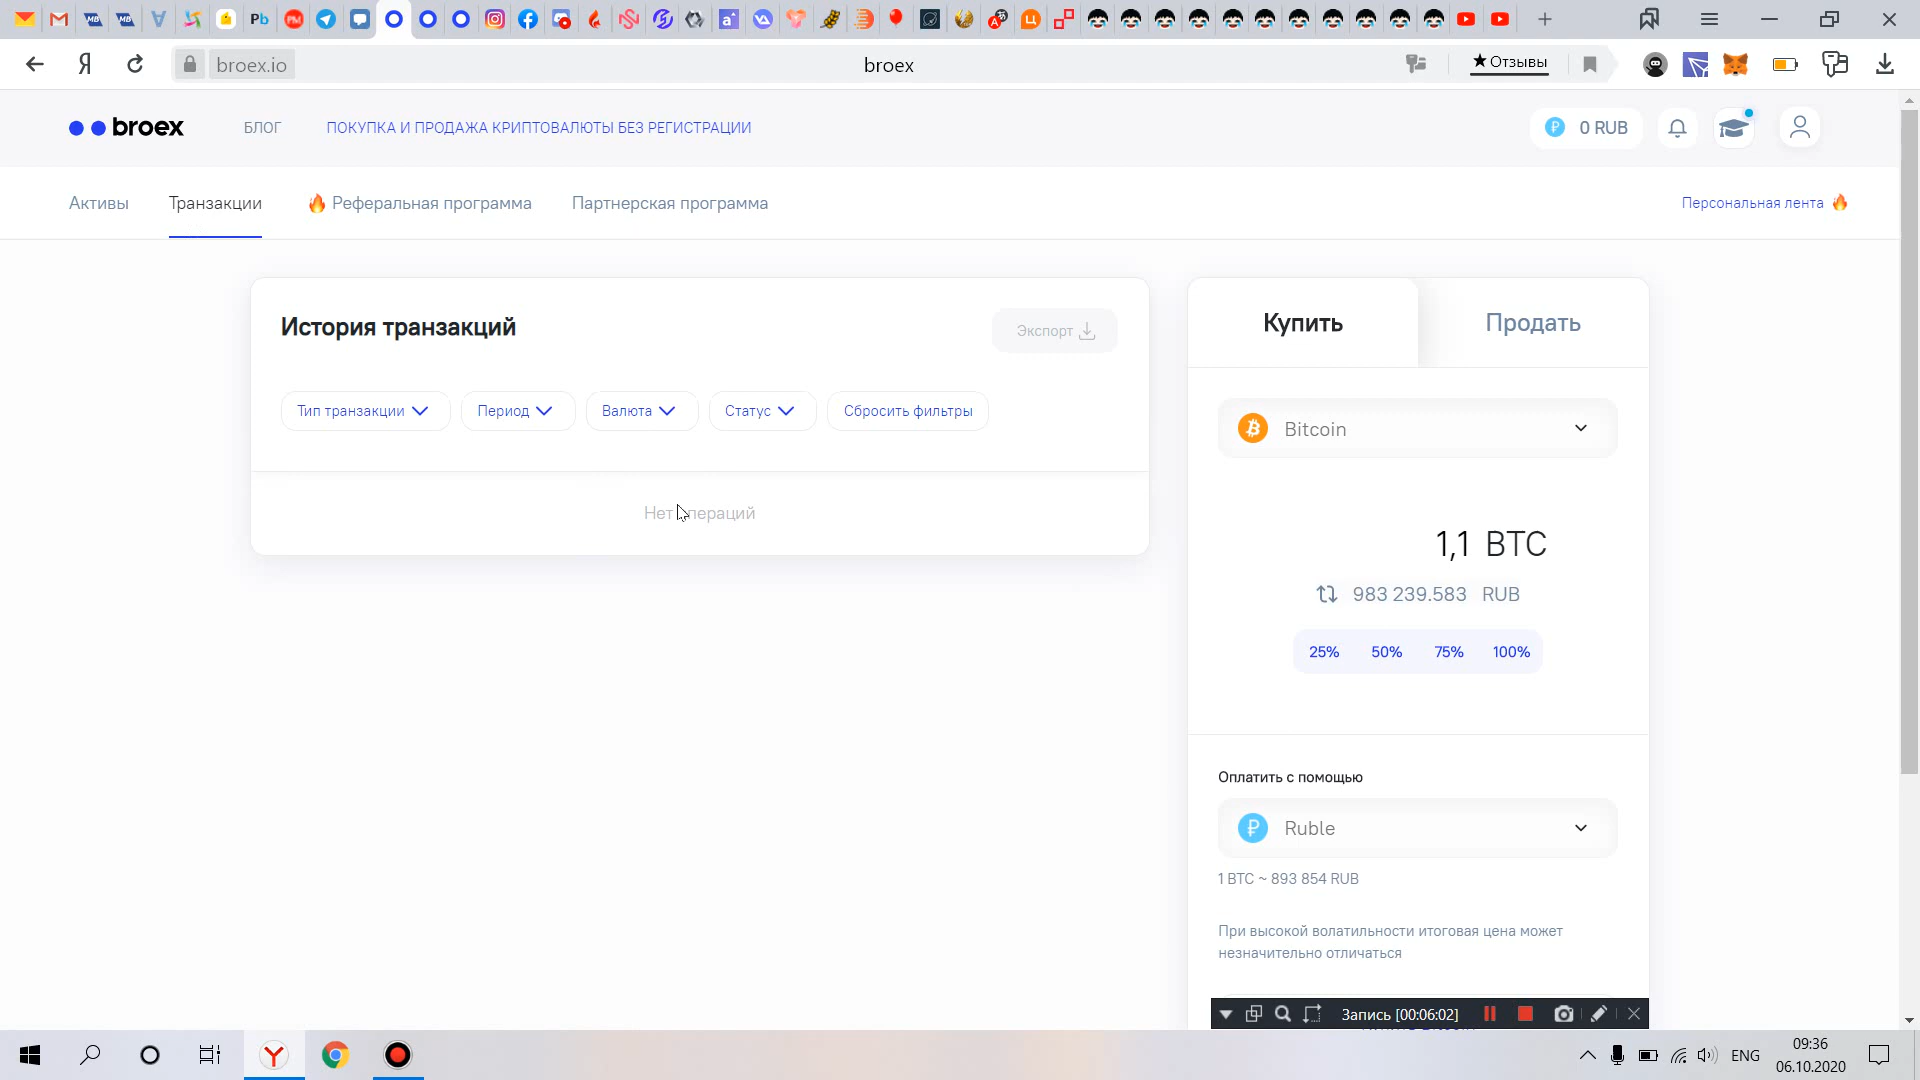 broex.io
broex
★ Отзывы
broex
БЛОГ
ПОКУПКА И ПРОДАЖА КРИПТОВАЛЮТЫ БЕЗ РЕГИСТРАЦИИ
0 RUB
Активы
Транзакции
Реферальная программа
Партнерская программа
Персональная лента
История транзакций
Экспорт
Тип транзакции
Период
Валюта
Статус
Сбросить фильтры
Нет операций
Купить
Продать
Bitcoin
1,1 BTC
983 239.583 RUB
25% 50% 75% 100%
Оплатить с помощью
Ruble
1 BTC ~ 893 854 RUB
При высокой волатильности итоговая цена может
незначительно отличаться
Запись [00:06:02]
ENG
09:36
06.10.2020